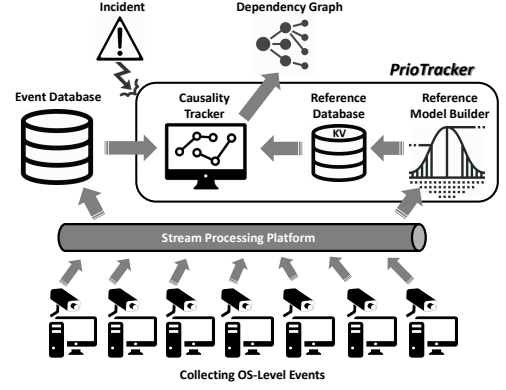 Incident
Dependency Graph
PrioTracker
Event Database
Causality
Tracker
Reference
Database
Reference
Model Builder
KV
Stream Processing Platform
Collecting OS-Level Events